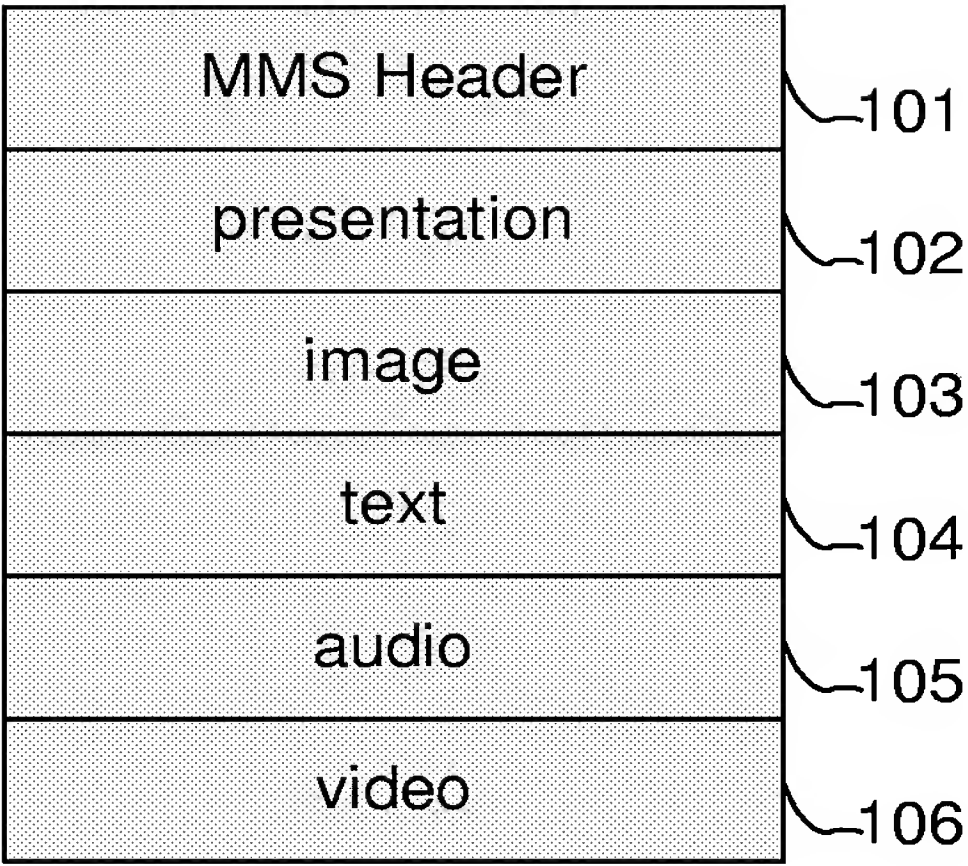 MMS Header
101
presentation
102
image
103
text
104
audio
105
video
106